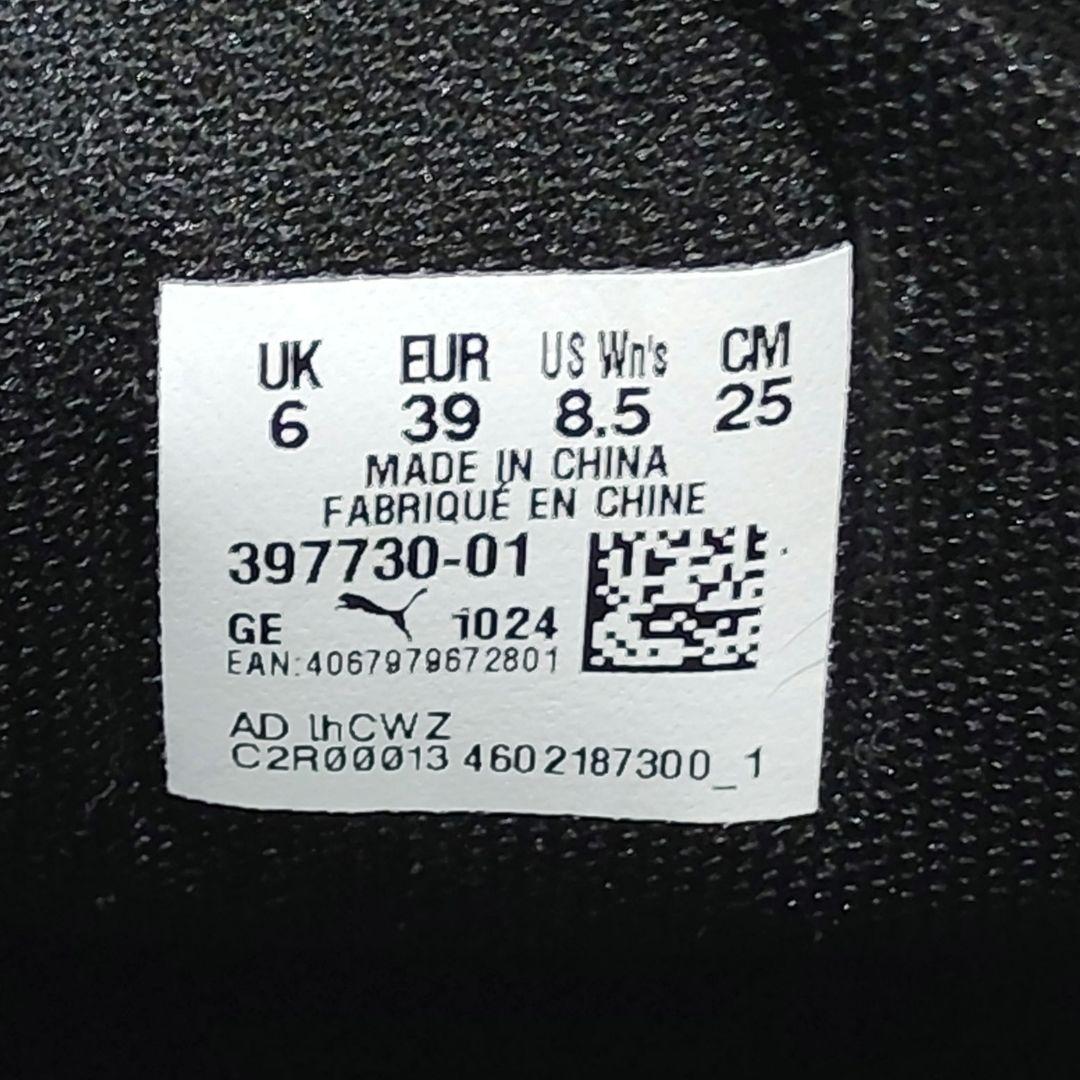 UK EUR US Wn's CM
6 39 8.5 25
MADE IN CHINA
FABRIQUÉ EN CHINE
397730-01
GE 1024
EAN:4067979672801
AD lhCWZ
C2R00013 4602187300_1